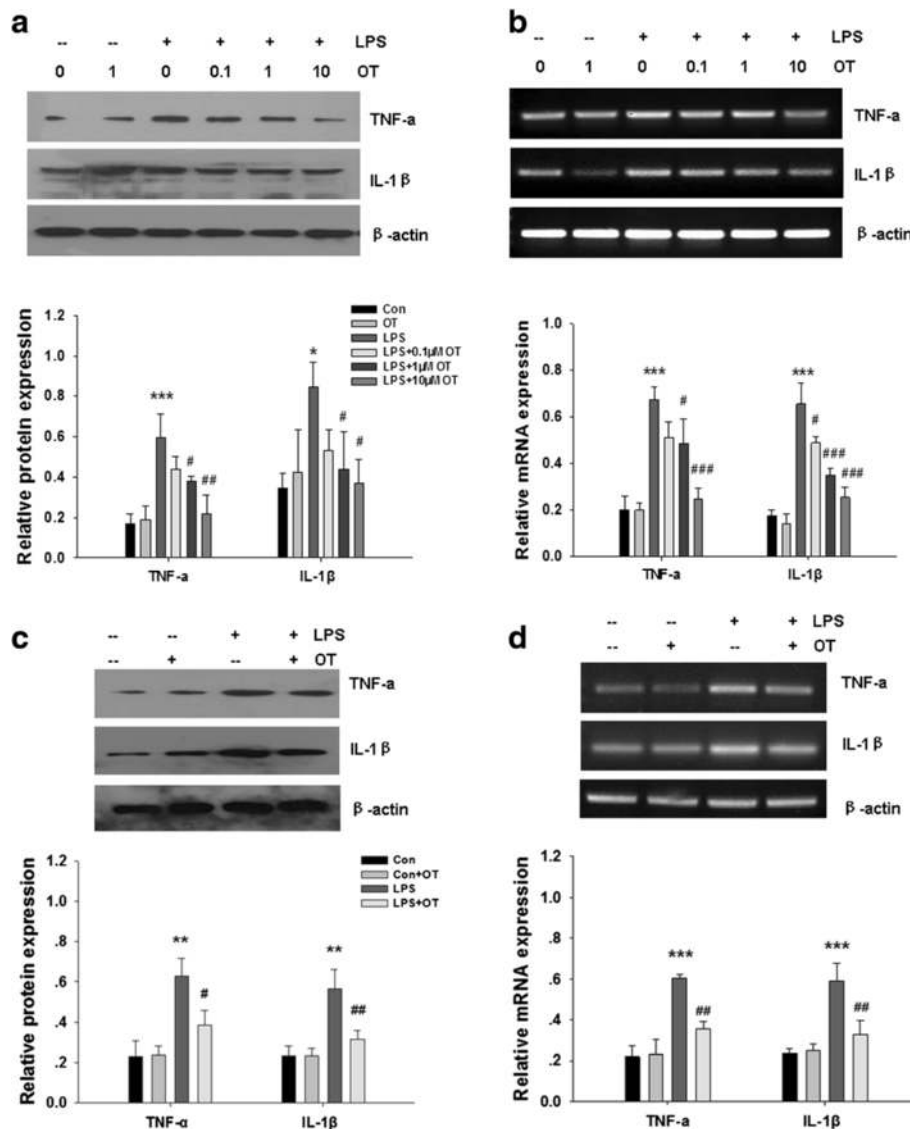 a
-- -- + + + + LPS
0 1 0 0.1 1 10 OT
TNF-a
IL-1β
β-actin
Relative protein expression
1.2
1.0
0.8
0.6
0.4
0.2
0.0
Con
OT
LPS
LPS+0.1μM OT
LPS+1μM OT
LPS+10μM OT
***
#
##
*
#
#
TNF-a IL-1β
b
-- -- + + + + LPS
0 1 0 0.1 1 10 OT
TNF-a
IL-1β
β-actin
Relative mRNA expression
1.0
0.8
0.6
0.4
0.2
0.0
***
#
###
***
#
###
###
TNF-a IL-1β
c
-- -- + + LPS
-- + -- + OT
TNF-a
IL-1β
β-actin
Relative protein expression
1.2
1.0
.8
.6
.4
.2
0.0
Con
Con+OT
LPS
LPS+OT
**
#
**
##
TNF-α IL-1β
d
-- -- + + LPS
-- + -- + OT
TNF-a
IL-1β
β-actin
Relative mRNA expression
1.2
1.0
.8
.6
.4
.2
0.0
***
##
***
##
TNF-a IL-1β